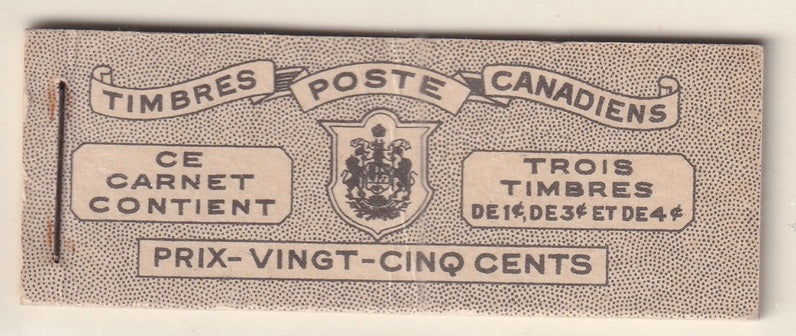 TIMBRES POSTE CANADIENS
CE
CARNET
CONTIENT
TROIS
TIMBRES
DE 1¢, DE 3¢ ET DE 4¢
PRIX-VINGT-CINQ CENTS